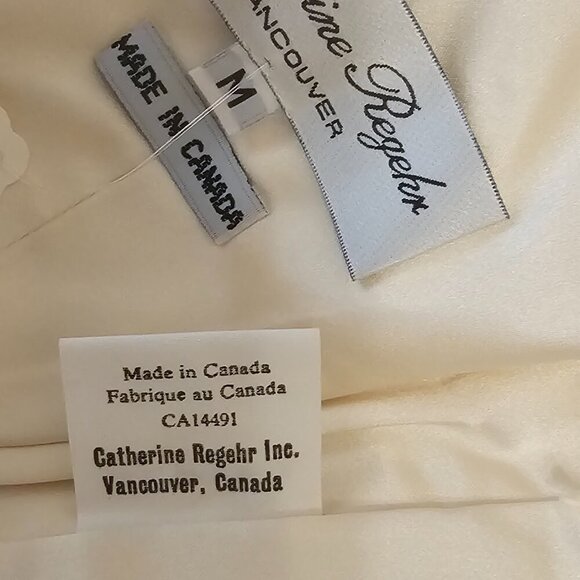 ine Regehr
VANCOUVER
M
MADE IN CANADA
Made in Canada
Fabrique au Canada
CA14491
Catherine Regehr Inc.
Vancouver, Canada